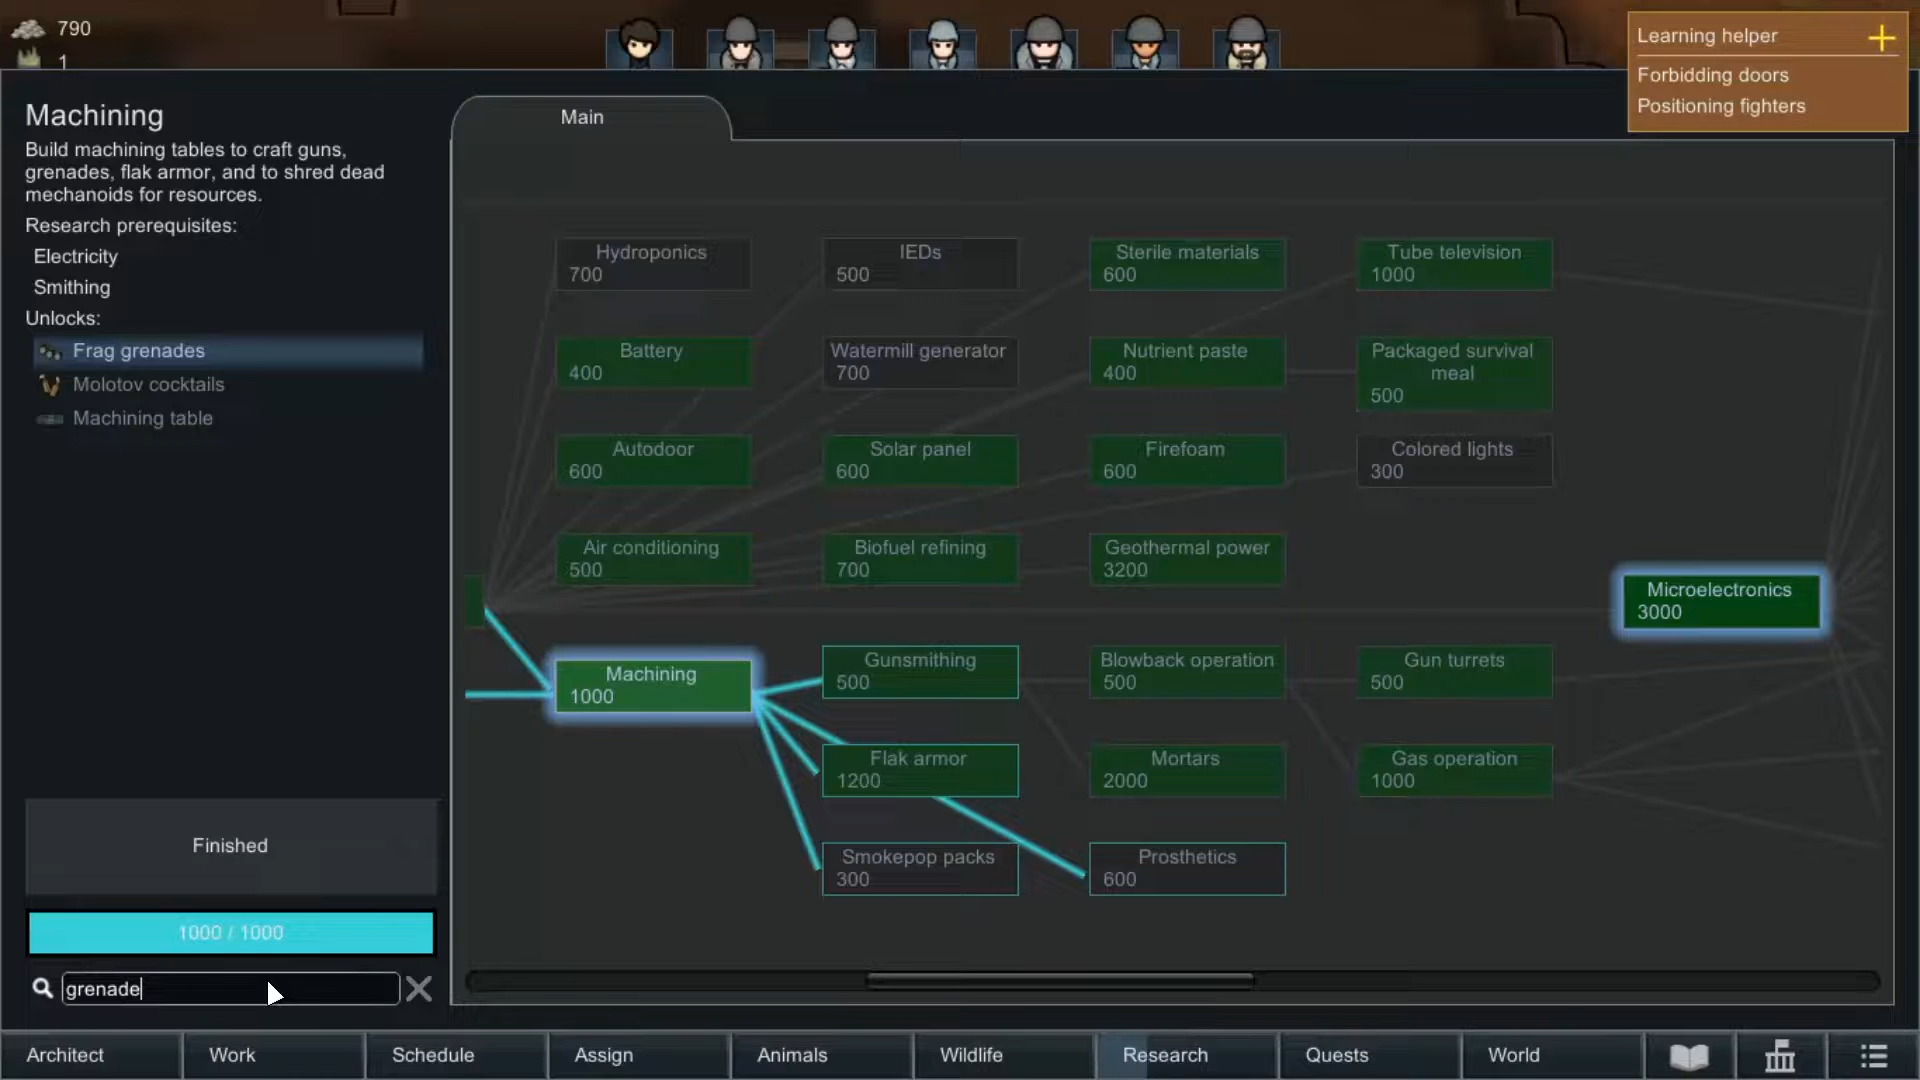 790
1
Learning helper
Forbidding doors
Positioning fighters
Machining
Build machining tables to craft guns,
grenades, flak armor, and to shred dead
mechanoids for resources.
Research prerequisites:
Electricity
Smithing
Unlocks:
Frag grenades
Molotov cocktails
Machining table
Finished
1000 / 1000
grenade
Main
Hydroponics
700
IEDs
500
Sterile materials
600
Tube television
1000
Battery
400
Watermill generator
700
Nutrient paste
400
Packaged survival
meal
500
Autodoor
600
Solar panel
600
Firefoam
600
Colored lights
300
Air conditioning
500
Biofuel refining
700
Geothermal power
3200
Microelectronics
3000
Machining
1000
Gunsmithing
500
Blowback operation
500
Gun turrets
500
Flak armor
1200
Mortars
2000
Gas operation
1000
Smokepop packs
300
Prosthetics
600
Architect
Work
Schedule
Assign
Animals
Wildlife
Research
Quests
World